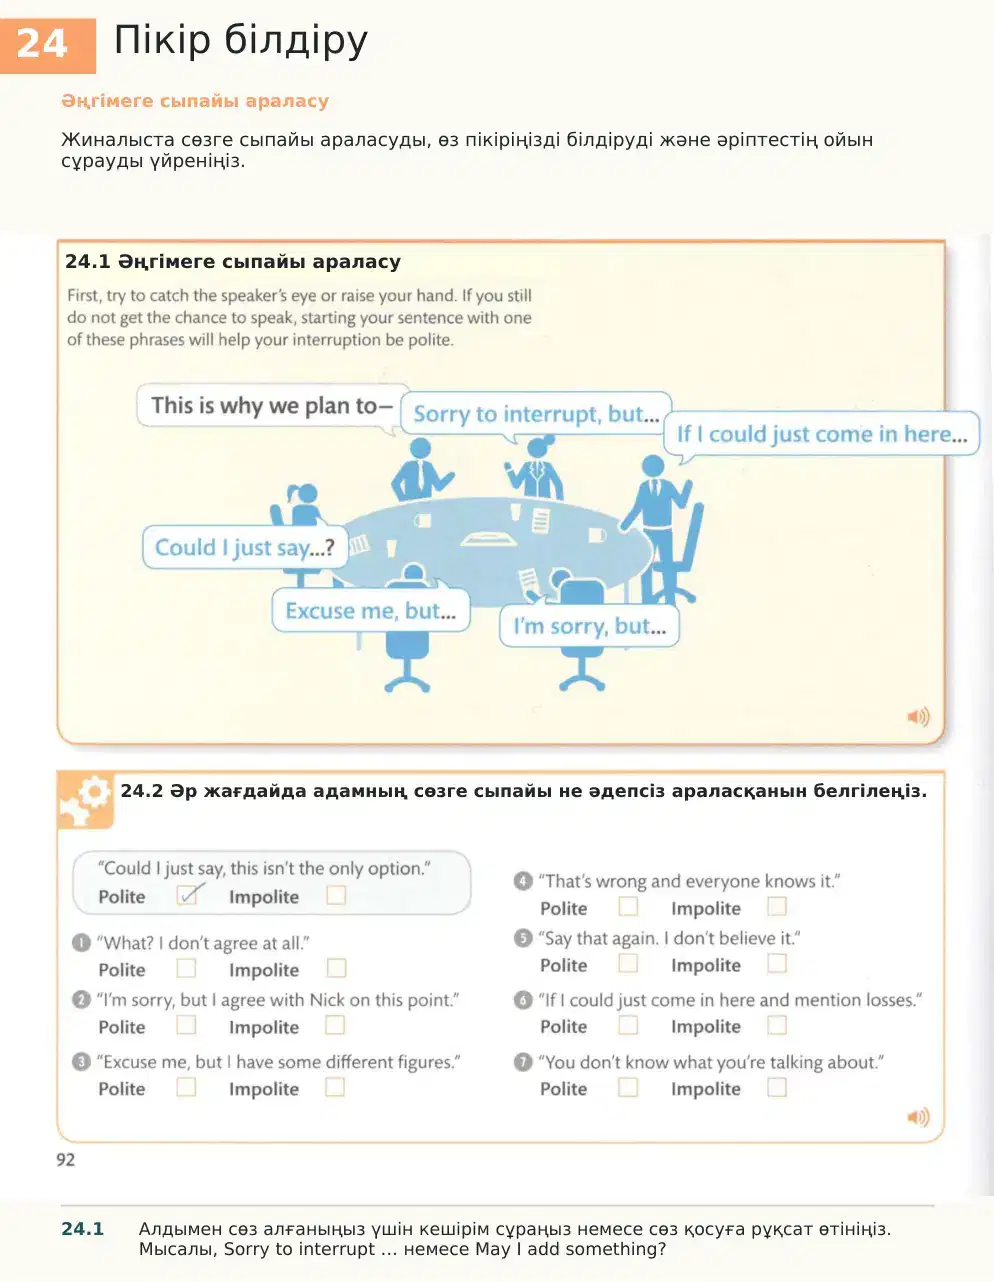 24
Пікір білдіру
Әңгімеге сыпайы араласу
Жиналыста сөзге сыпайы араласуды, өз пікіріңізді білдіруді және әріптестің ойын
сұрауды үйреніңіз.
24.1 Әңгімеге сыпайы араласу
First, try to catch the speaker's eye or raise your hand. If you still
do not get the chance to speak, starting your sentence with one
of these phrases will help your interruption be polite.
This is why we plan to–
Sorry to interrupt, but...
If I could just come in here...
Could I just say...?
Excuse me, but...
I'm sorry, but...
24.2 Әр жағдайда адамның сөзге сыпайы не әдепсіз араласқанын белгілеңіз.
"Could I just say, this isn't the only option."
Polite Impolite
1 "What? I don't agree at all."
Polite Impolite
2 "I'm sorry, but I agree with Nick on this point."
Polite Impolite
3 "Excuse me, but I have some different figures."
Polite Impolite
4 "That's wrong and everyone knows it."
Polite Impolite
5 "Say that again. I don't believe it."
Polite Impolite
6 "If I could just come in here and mention losses."
Polite Impolite
7 "You don't know what you're talking about."
Polite Impolite
92
24.1 Алдымен сөз алғаныңыз үшін кешірім сұраңыз немесе сөз қосуға рұқсат өтініңіз.
Мысалы, Sorry to interrupt ... немесе May I add something?